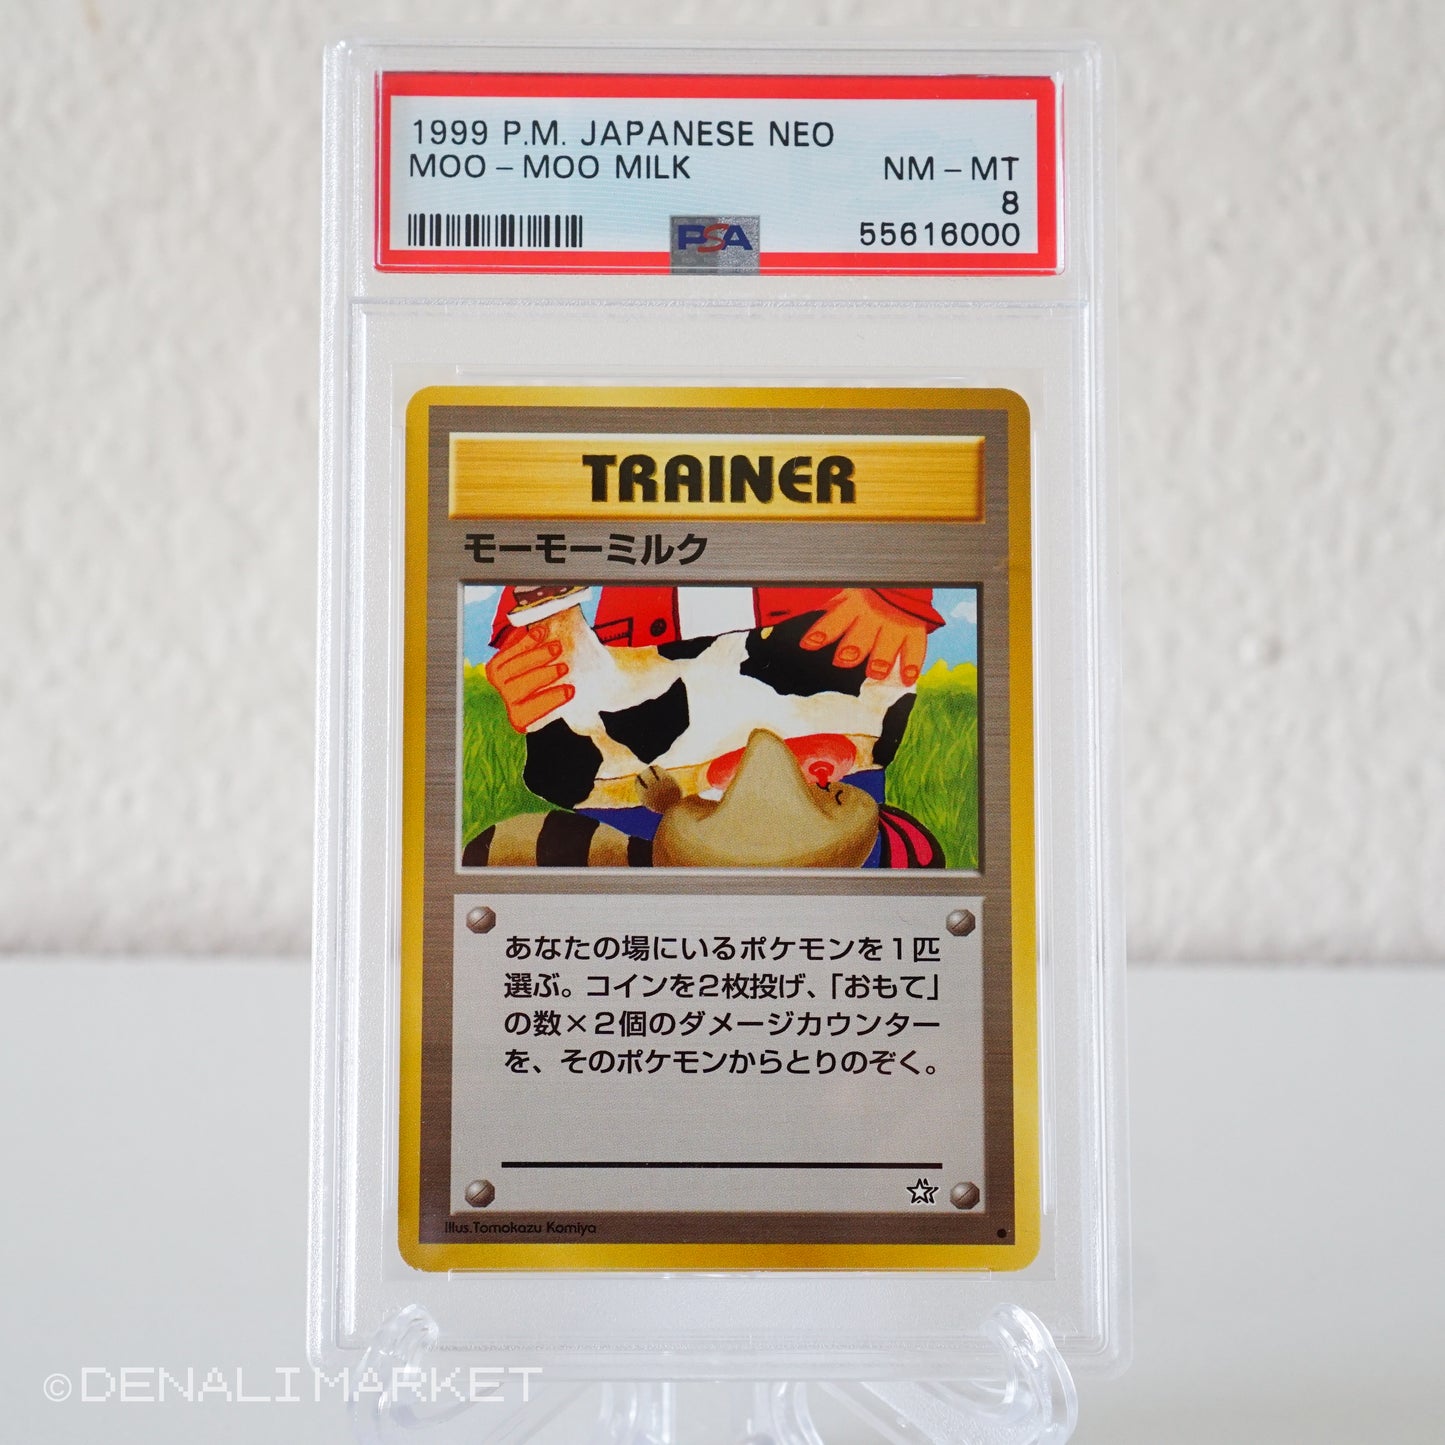 1999 P.M. JAPANESE NEO
MOO - MOO MILK NM - MT
8
PSA 55616000
TRAINER
モーモーミルク
あなたの場にいるポケモンを1匹
選ぶ。コインを2枚投げ、「おもて」
の数×2個のダメージカウンター
を、そのポケモンからとりのぞく。
Illus.Tomokazu Komiya
©DENALI MARKET